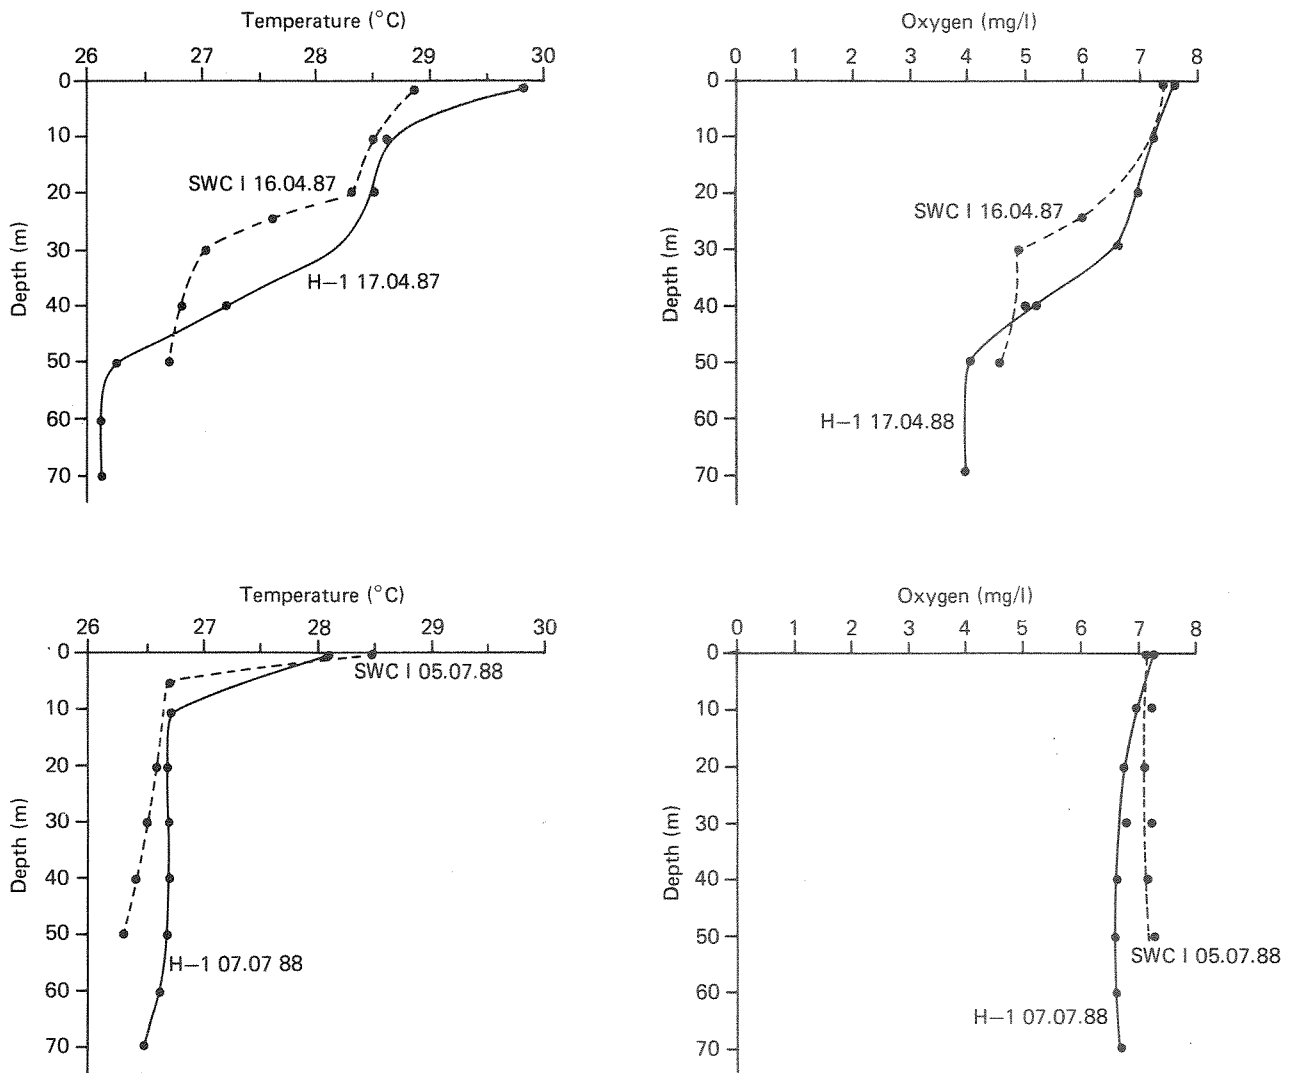 Temperature (°C)
26 27 28 29 30
0
10
20
30
40
50
60
70
Depth (m)
SWC I 16.04.87
H–1 17.04.87
Oxygen (mg/l)
0 1 2 3 4 5 6 7 8
0
10
20
30
40
50
60
70
Depth (m)
SWC I 16.04.87
H–1 17.04.88
Temperature (°C)
26 27 28 29 30
0
10
20
30
40
50
60
70
Depth (m)
SWC I 05.07.88
H–1 07.07 88
Oxygen (mg/l)
0 1 2 3 4 5 6 7 8
0
10
20
30
40
50
60
70
Depth (m)
SWC I 05.07.88
H–1 07.07.88